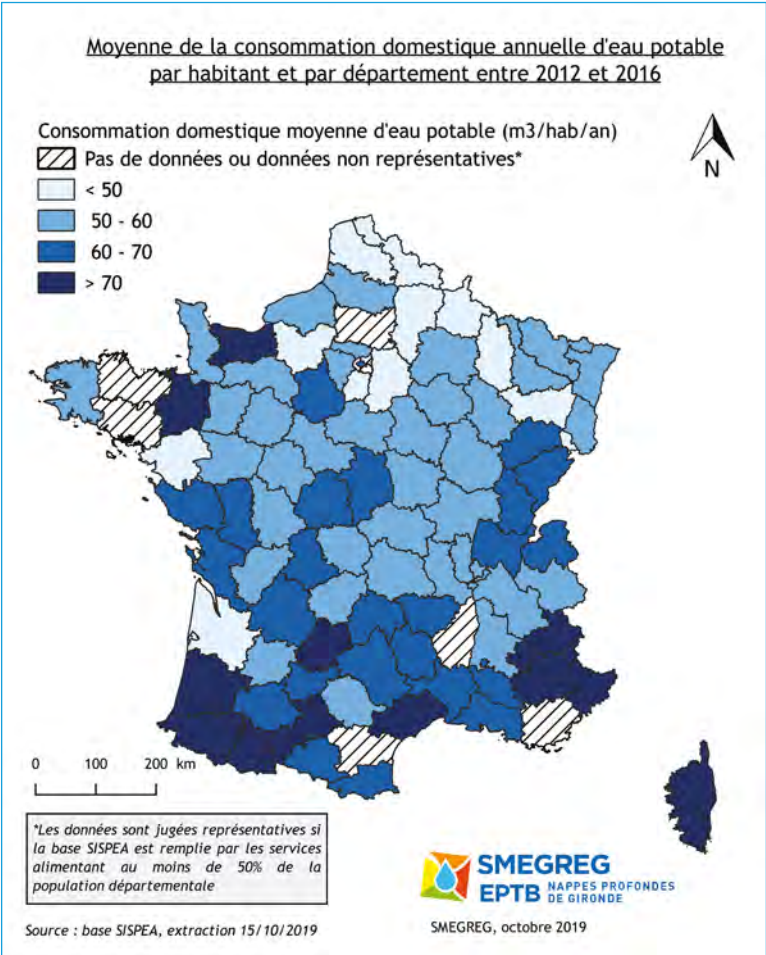 Moyenne de la consommation domestique annuelle d'eau potable
par habitant et par département entre 2012 et 2016
Consommation domestique moyenne d'eau potable (m3/hab/an)
Pas de données ou données non représentatives*
< 50
50 - 60
60 - 70
> 70
N
0 100 200 km
*Les données sont jugées représentatives si
la base SISPEA est remplie par les services
alimentant au moins de 50% de la
population départementale
SMEGREG
EPTB NAPPES PROFONDES
DE GIRONDE
Source : base SISPEA, extraction 15/10/2019
SMEGREG, octobre 2019